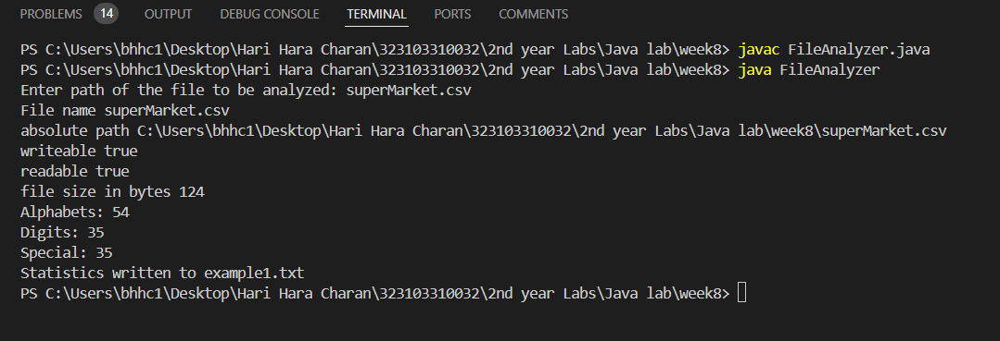 PROBLEMS 14 OUTPUT DEBUG CONSOLE TERMINAL PORTS COMMENTS
PS C:\Users\bhhc1\Desktop\Hari Hara Charan\323103310032\2nd year Labs\Java lab\week8> javac FileAnalyzer.java
PS C:\Users\bhhc1\Desktop\Hari Hara Charan\323103310032\2nd year Labs\Java lab\week8> java FileAnalyzer
Enter path of the file to be analyzed: superMarket.csv
File name superMarket.csv
absolute path C:\Users\bhhc1\Desktop\Hari Hara Charan\323103310032\2nd year Labs\Java lab\week8\superMarket.csv
writeable true
readable true
file size in bytes 124
Alphabets: 54
Digits: 35
Special: 35
Statistics written to example1.txt
PS C:\Users\bhhc1\Desktop\Hari Hara Charan\323103310032\2nd year Labs\Java lab\week8>